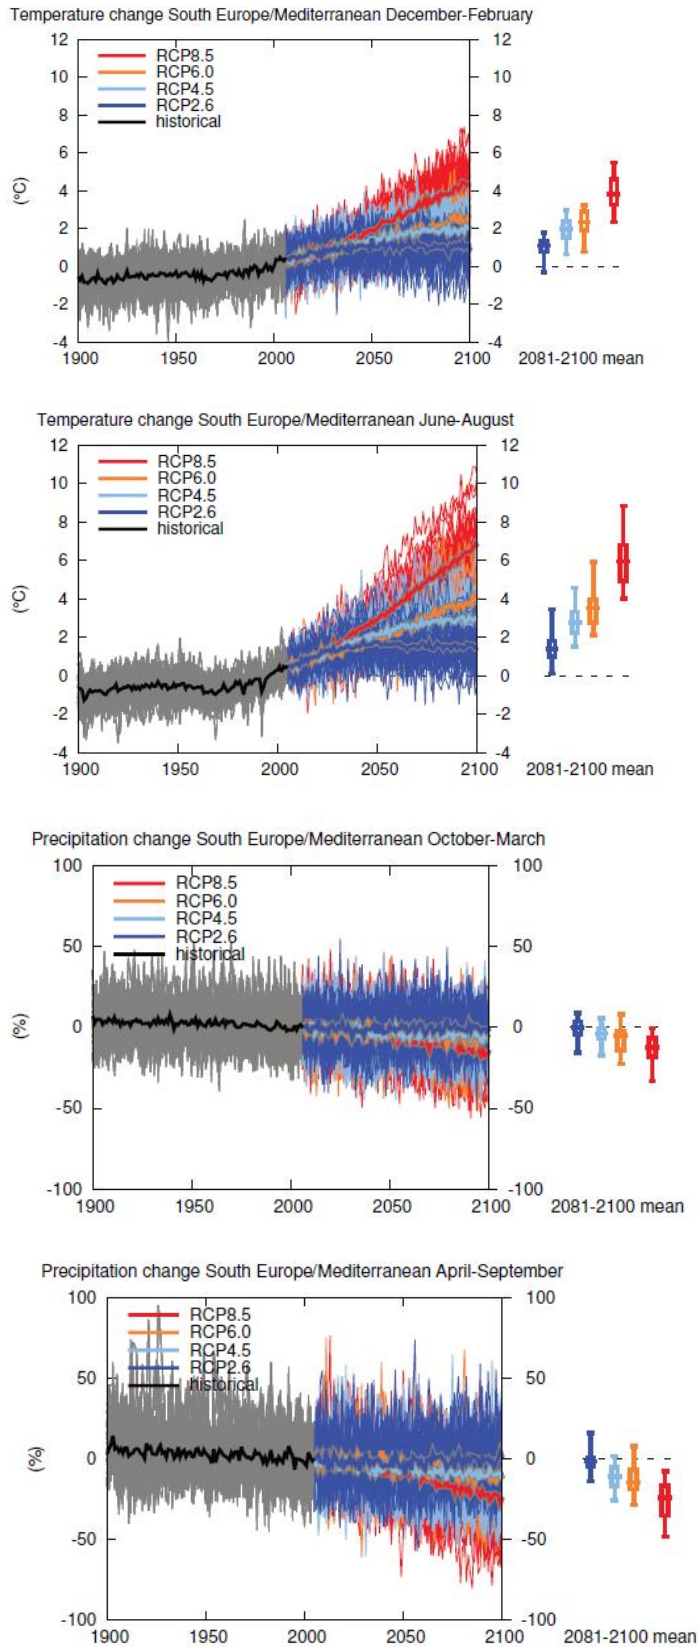 Temperature change South Europe/Mediterranean December-February
12 12
RCP8.5
10 RCP6.0 10
RCP4.5
8 RCP2.6 8
historical
6 6
(°C)
4 4
2 2
0 0
-2 -2
-4 -4
1900 1950 2000 2050 2100 2081-2100 mean
Temperature change South Europe/Mediterranean June-August
12 12
RCP8.5
10 RCP6.0 10
RCP4.5
8 RCP2.6 8
historical
6 6
(°C)
4 4
2 2
0 0
-2 -2
-4 -4
1900 1950 2000 2050 2100 2081-2100 mean
Precipitation change South Europe/Mediterranean October-March
100 100
RCP8.5
RCP6.0
RCP4.5
50 RCP2.6 50
historical
(%)
0 0
-50 -50
-100 -100
1900 1950 2000 2050 2100 2081-2100 mean
Precipitation change South Europe/Mediterranean April-September
100 100
RCP8.5
RCP6.0
RCP4.5
50 RCP2.6 50
historical
(%)
0 0
-50 -50
-100 -100
1900 1950 2000 2050 2100 2081-2100 mean